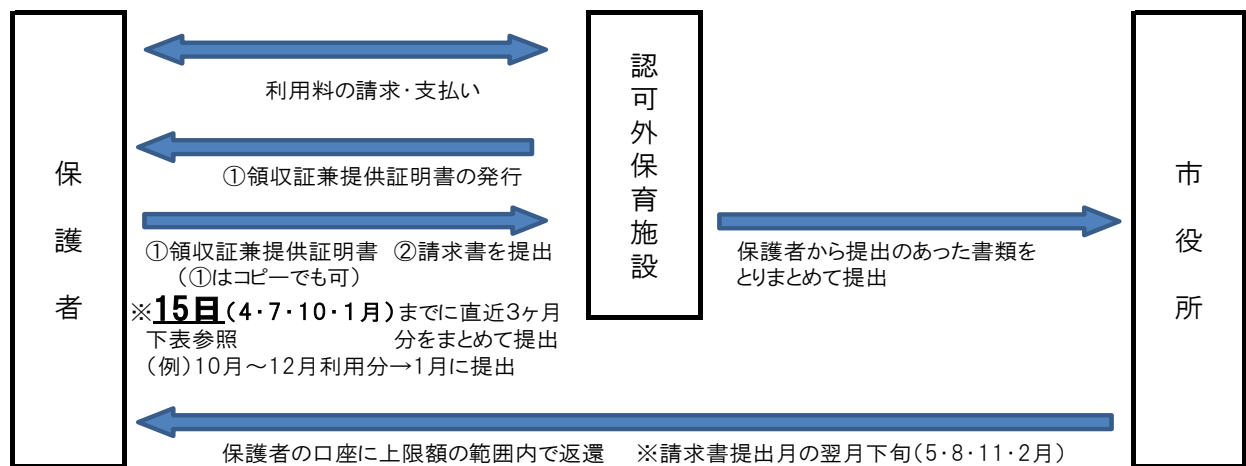 保護者
認可外保育施設
市役所
利用料の請求・支払い
①領収証兼提供証明書の発行
①領収証兼提供証明書 ②請求書を提出
(①はコピーでも可)
※15日(4・7・10・1月)までに直近3ヶ月
下表参照 分をまとめて提出
(例)10月～12月利用分→1月に提出
保護者から提出のあった書類を
とりまとめて提出
保護者の口座に上限額の範囲内で返還 ※請求書提出月の翌月下旬(5・8・11・2月)